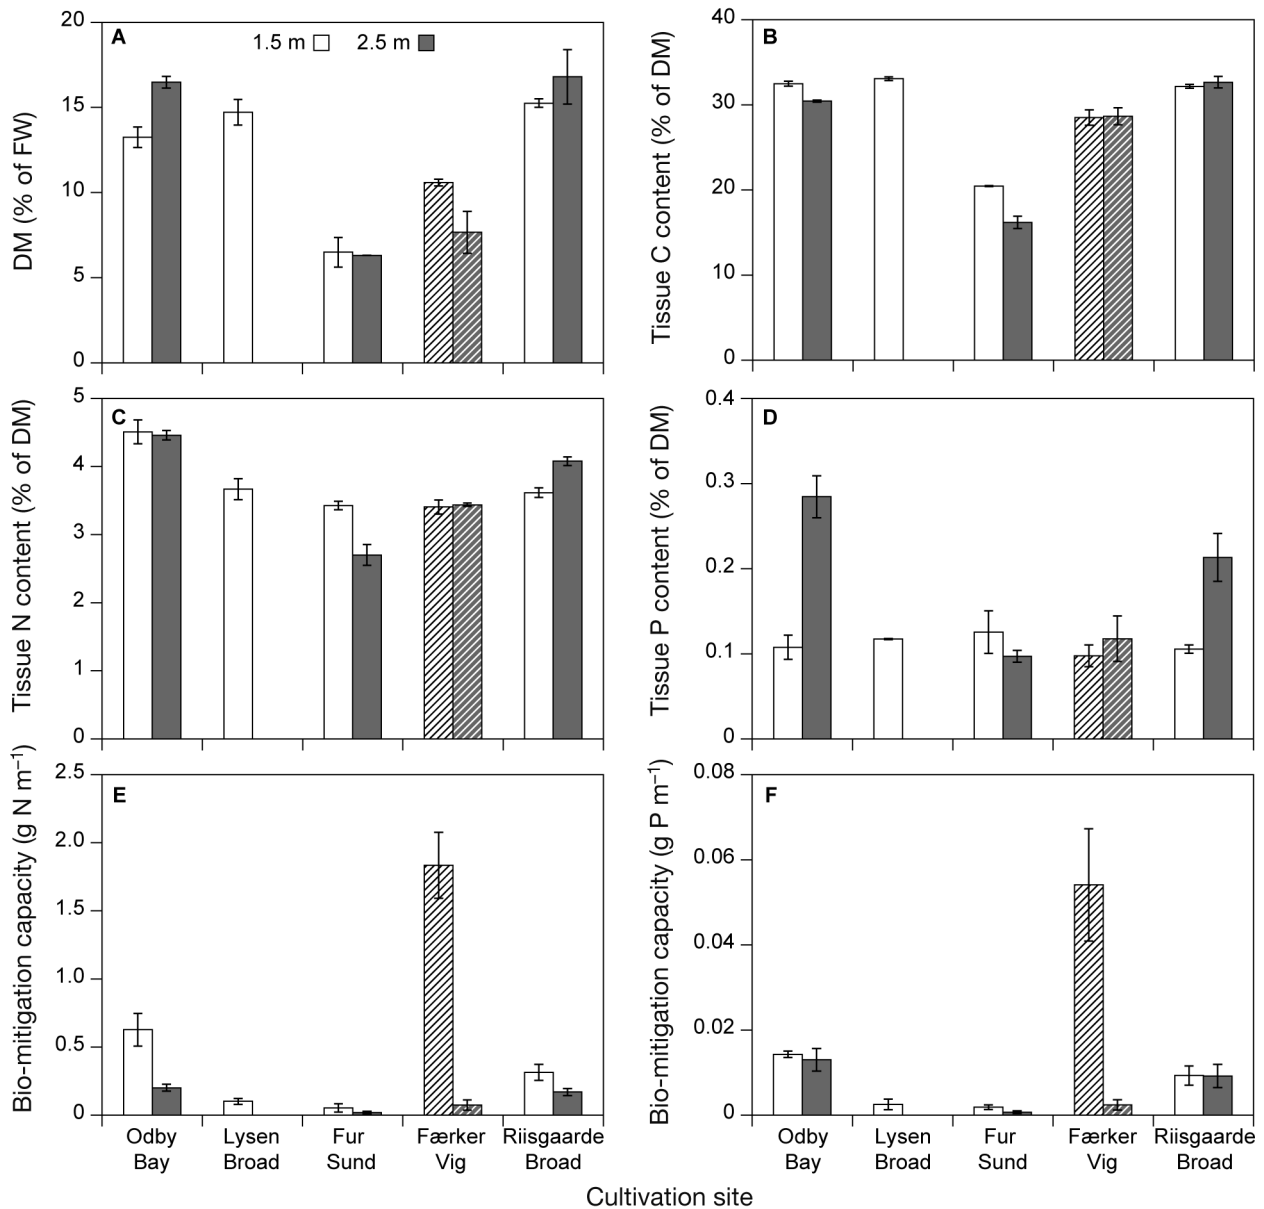 A
1.5 m 2.5 m
20
15
10
5
0
DM (% of FW)
B
40
30
20
10
0
Tissue C content (% of DM)
C
5
4
3
2
1
0
Tissue N content (% of DM)
D
0.4
0.3
0.2
0.1
0
Tissue P content (% of DM)
E
2.5
2.0
1.5
1.0
0.5
0
Bio-mitigation capacity (g N m⁻¹)
Odby Bay
Lysen Broad
Fur Sund
Færker Vig
Riisgaarde Broad
F
0.08
0.06
0.04
0.02
0
Bio-mitigation capacity (g P m⁻¹)
Odby Bay
Lysen Broad
Fur Sund
Færker Vig
Riisgaarde Broad
Cultivation site